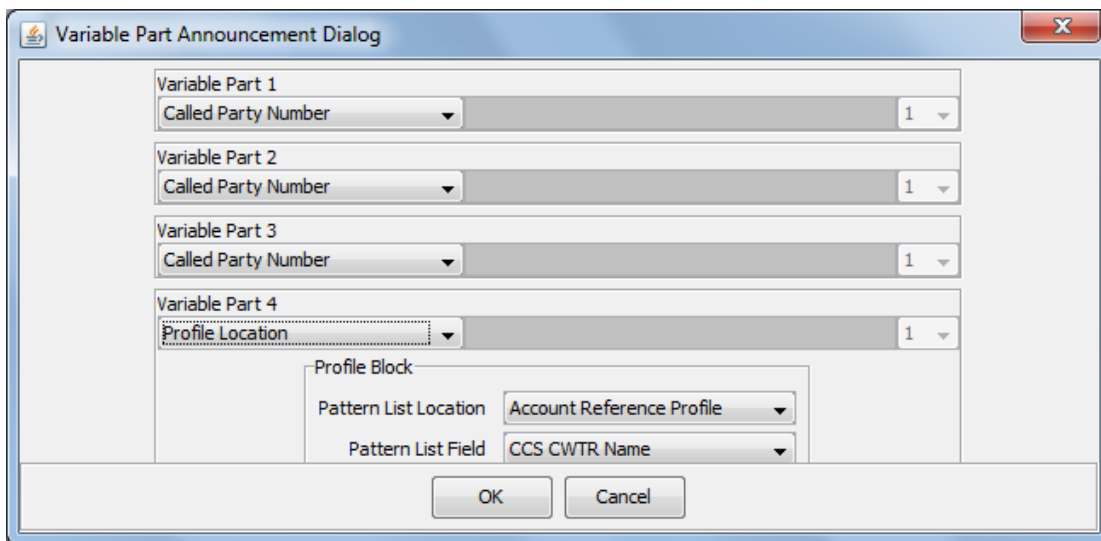 Variable Part Announcement Dialog
Variable Part 1
Called Party Number 1
Variable Part 2
Called Party Number 1
Variable Part 3
Called Party Number 1
Variable Part 4
Profile Location 1
Profile Block
Pattern List Location Account Reference Profile
Pattern List Field CCS CWTR Name
OK Cancel